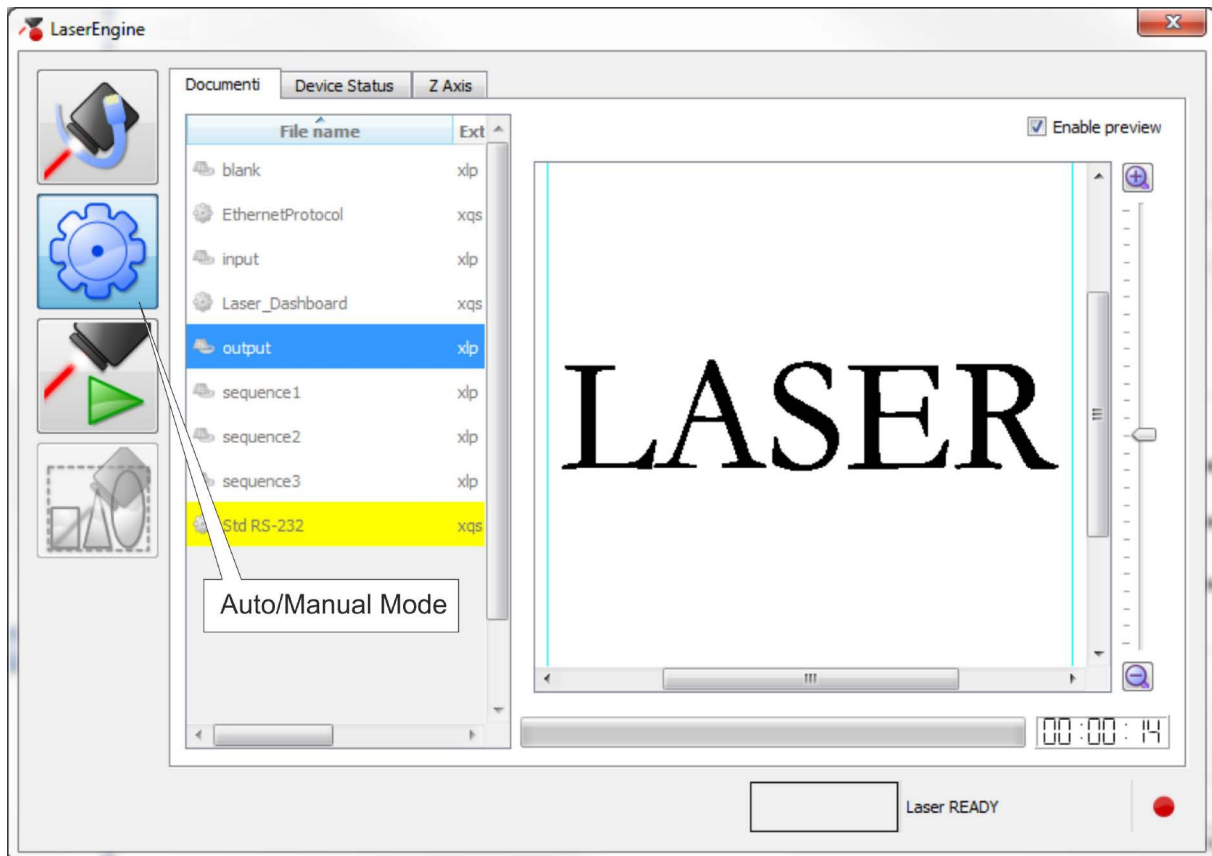 LaserEngine
Documenti Device Status Z Axis
File name Ext
Enable preview
blank xlp
EthernetProtocol xqs
input xlp
Laser_Dashboard xqs
output xlp
sequence1 xlp
sequence2 xlp
sequence3 xlp
Std RS-232 xqs
LASER
Auto/Manual Mode
00:00:14
Laser READY